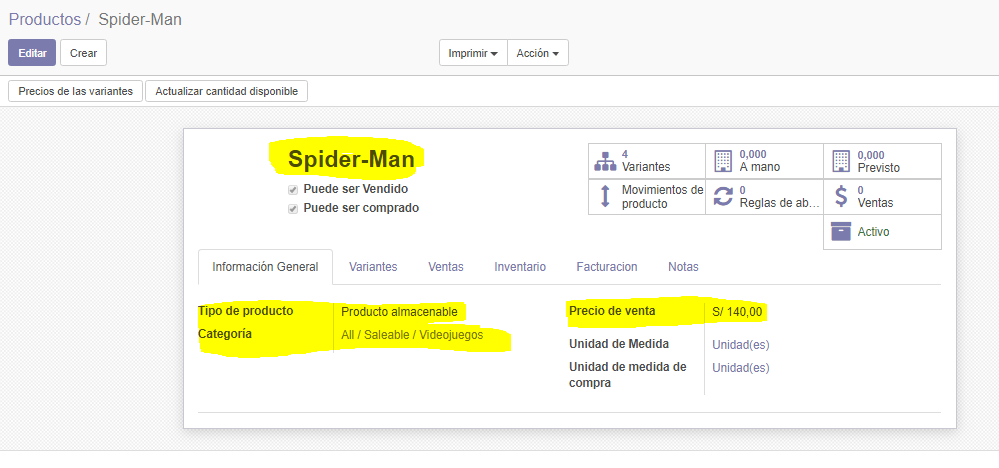 Productos / Spider-Man
Editar Crear Imprimir Acción
Precios de las variantes Actualizar cantidad disponible
Spider-Man
Puede ser Vendido
Puede ser comprado
4
Variantes
0,000
A mano
0,000
Previsto
Movimientos de
producto
0
Reglas de ab...
0
Ventas
Activo
Información General Variantes Ventas Inventario Facturacion Notas
Tipo de producto Producto almacenable
Categoría All / Saleable / Videojuegos
Precio de venta S/ 140,00
Unidad de Medida Unidad(es)
Unidad de medida de Unidad(es)
compra